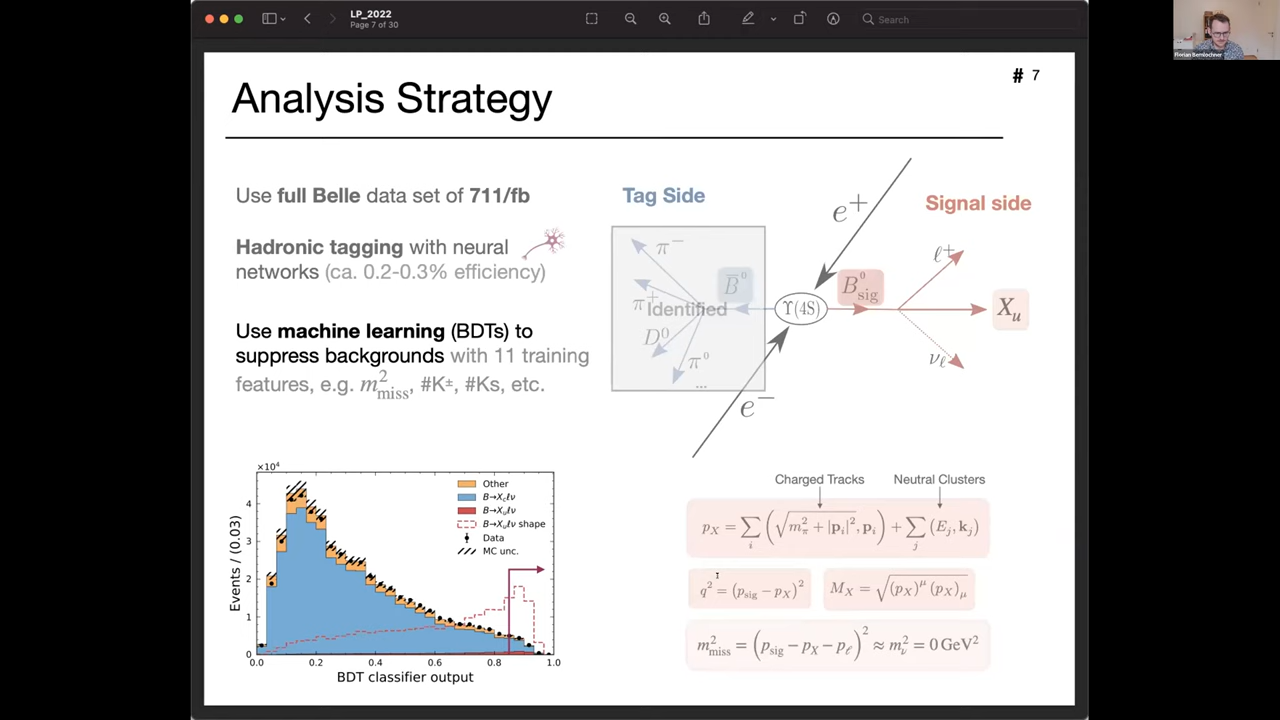 LP_2022
Page 7 of 30
Search
Florian Bernlochner
# 7
Analysis Strategy
Use full Belle data set of 711/fb
Hadronic tagging with neural
networks (ca. 0.2-0.3% efficiency)
Use machine learning (BDTs) to
suppress backgrounds with 11 training
features, e.g. m²miss, #K±, #Ks, etc.
Tag Side
Signal side
e⁺
π⁻
π⁺
Identified
D⁰
π⁰
...
B̅⁰
Υ(4S)
B⁰sig
ℓ⁺
Xᵤ
νℓ
e⁻
×10⁴
Events / (0.03)
4
3
2
1
0
0.0 0.2 0.4 0.6 0.8 1.0
BDT classifier output
Other
B→Xcℓν
B→Xuℓν
B→Xuℓν shape
Data
MC unc.
Charged Tracks
Neutral Clusters
pX = ∑i (√(m²π + |pi|²), pi) + ∑j (Ej, kj)
q² = (psig − pX)²
MX = √((pX)^μ (pX)μ)
m²miss = (psig − pX − pℓ)² ≈ m²ν = 0 GeV²